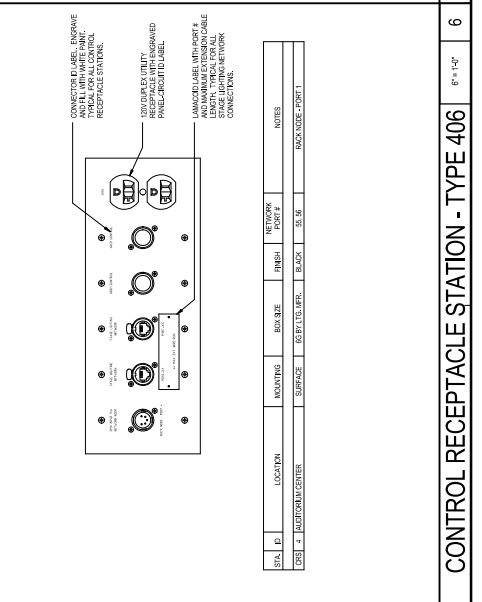 CONNECTOR ID LABEL - ENGRAVE
AND FILL WITH WHITE PAINT.
TYPICAL FOR ALL CONTROL
RECEPTACLE STATIONS.
120V DUPLEX UTILITY
RECEPTACLE WITH ENGRAVED
PANEL-CIRCUIT ID LABEL.
LAMACOID LABEL WITH PORT #
AND MAXIMUM EXTENSION CABLE
LENGTH. TYPICAL FOR ALL
STAGE LIGHTING NETWORK
CONNECTIONS.
STA. ID LOCATION MOUNTING BOX SIZE FINISH NETWORK PORT # NOTES
CRS 4 AUDITORIUM CENTER SURFACE 6G BY LTG. MFR. BLACK 55, 56 RACK NODE - PORT 1
CONTROL RECEPTACLE STATION - TYPE 406
6" = 1'-0"
6